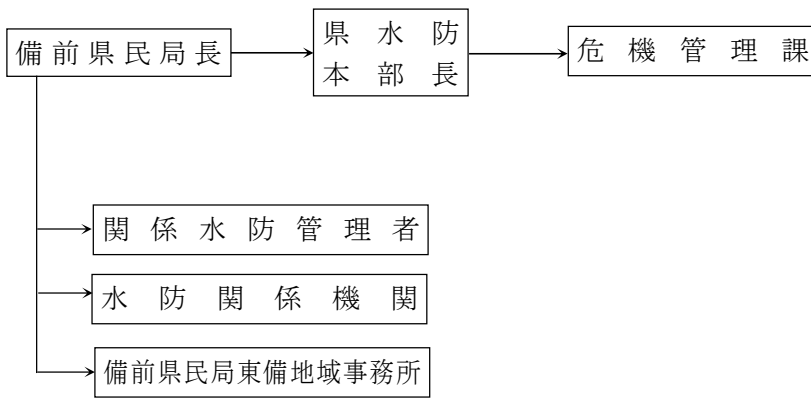 備前県民局長
県水防
本部長
危機管理課
関係水防管理者
水防関係機関
備前県民局東備地域事務所